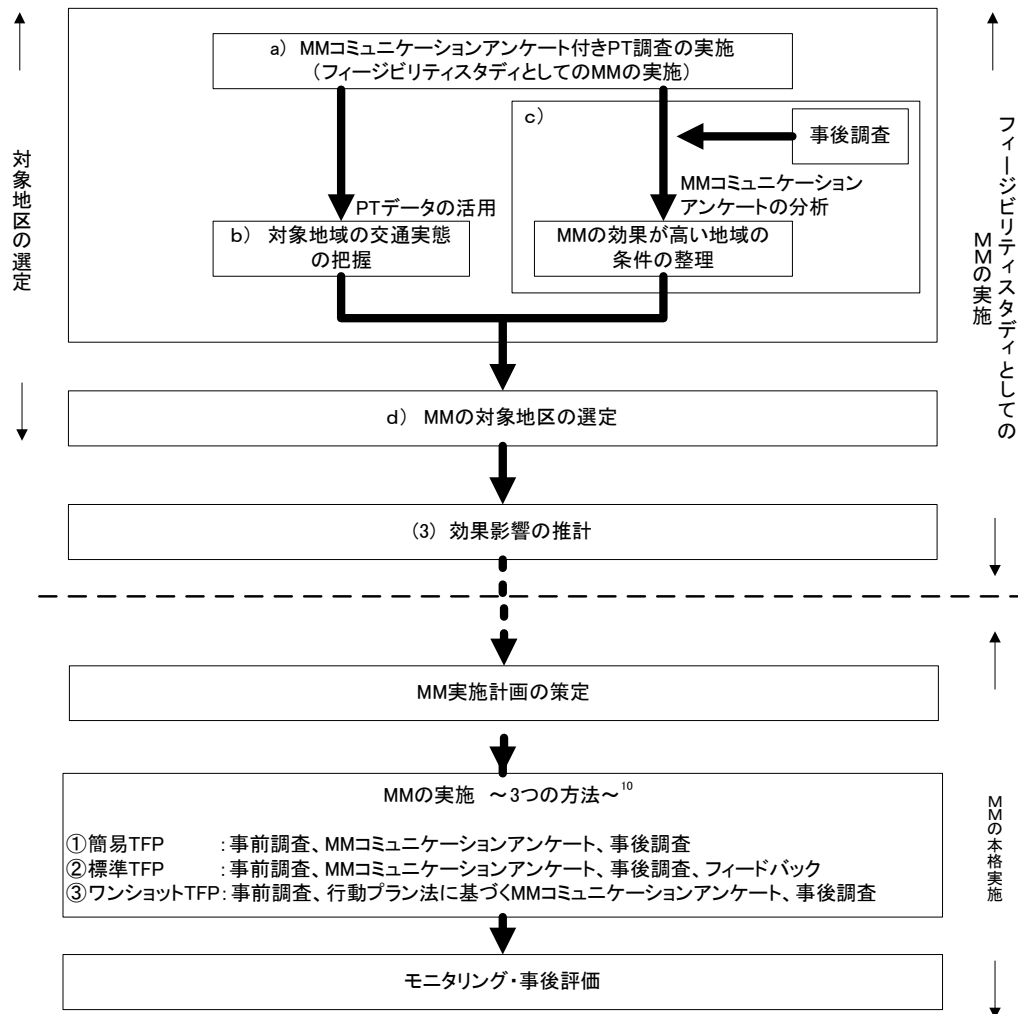 a) MMコミュニケーションアンケート付きPT調査の実施
(フィージビリティスタディとしてのMMの実施)
c)
事後調査
MMコミュニケーション
アンケートの分析
PTデータの活用
b) 対象地域の交通実態
の把握
MMの効果が高い地域の
条件の整理
対象地区の選定
フィージビリティスタディとしての
MMの実施
d) MMの対象地区の選定
(3) 効果影響の推計
MM実施計画の策定
MMの実施 ～3つの方法～10
①簡易TFP :事前調査、MMコミュニケーションアンケート、事後調査
②標準TFP :事前調査、MMコミュニケーションアンケート、事後調査、フィードバック
③ワンショットTFP:事前調査、行動プラン法に基づくMMコミュニケーションアンケート、事後調査
MMの本格実施
モニタリング・事後評価